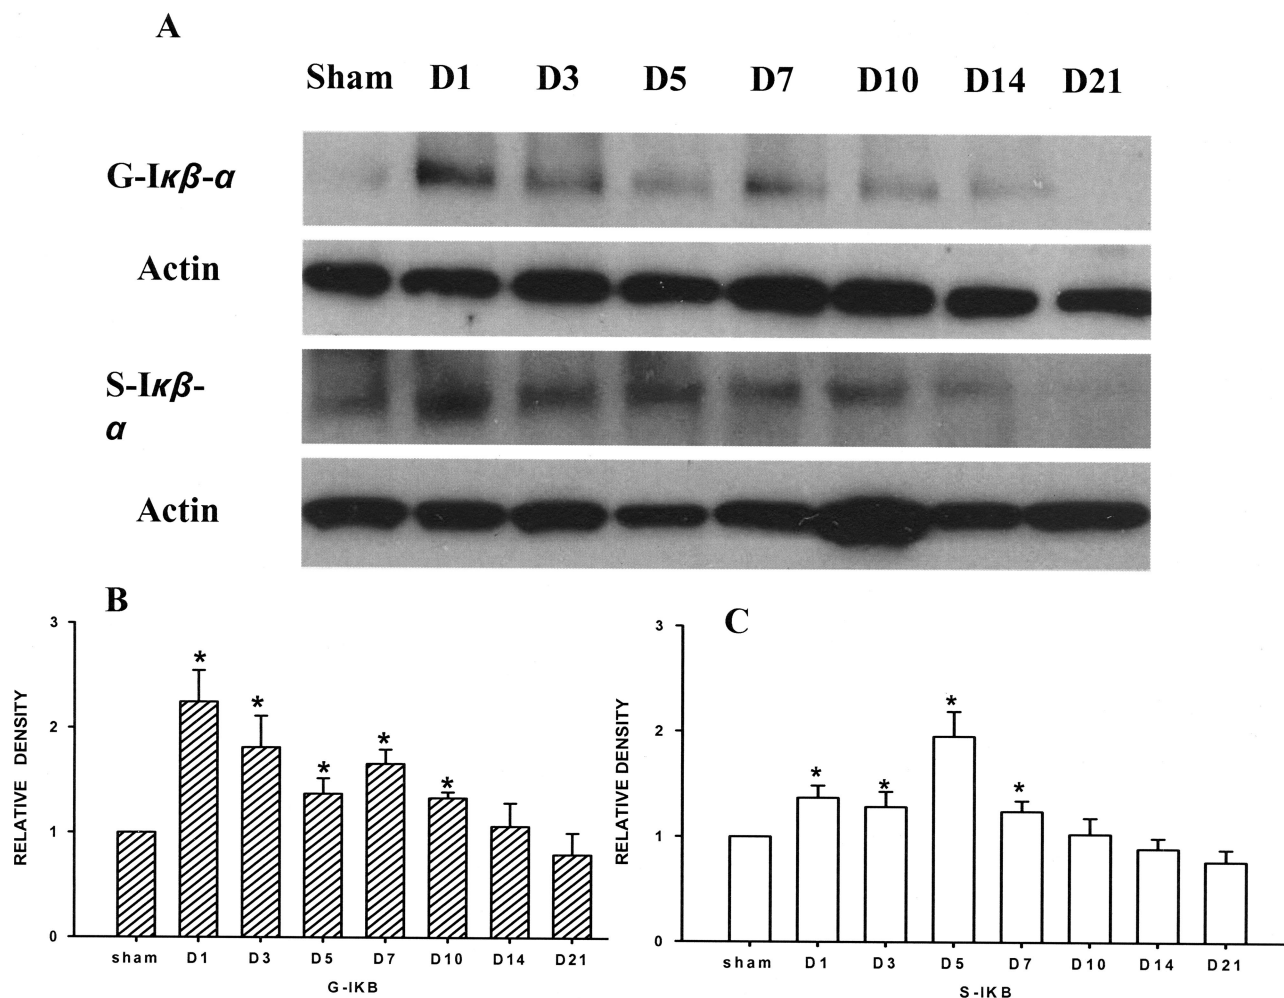 A
Sham D1 D3 D5 D7 D10 D14 D21
G-Iκβ-α
Actin
S-Iκβ-
α
Actin
B
3
2
1
0
RELATIVE DENSITY
*
*
*
*
*
sham D1 D3 D5 D7 D10 D14 D21
G-IKB
C
3
2
1
0
RELATIVE DENSITY
*
*
*
*
sham D1 D3 D5 D7 D10 D14 D21
S-IKB